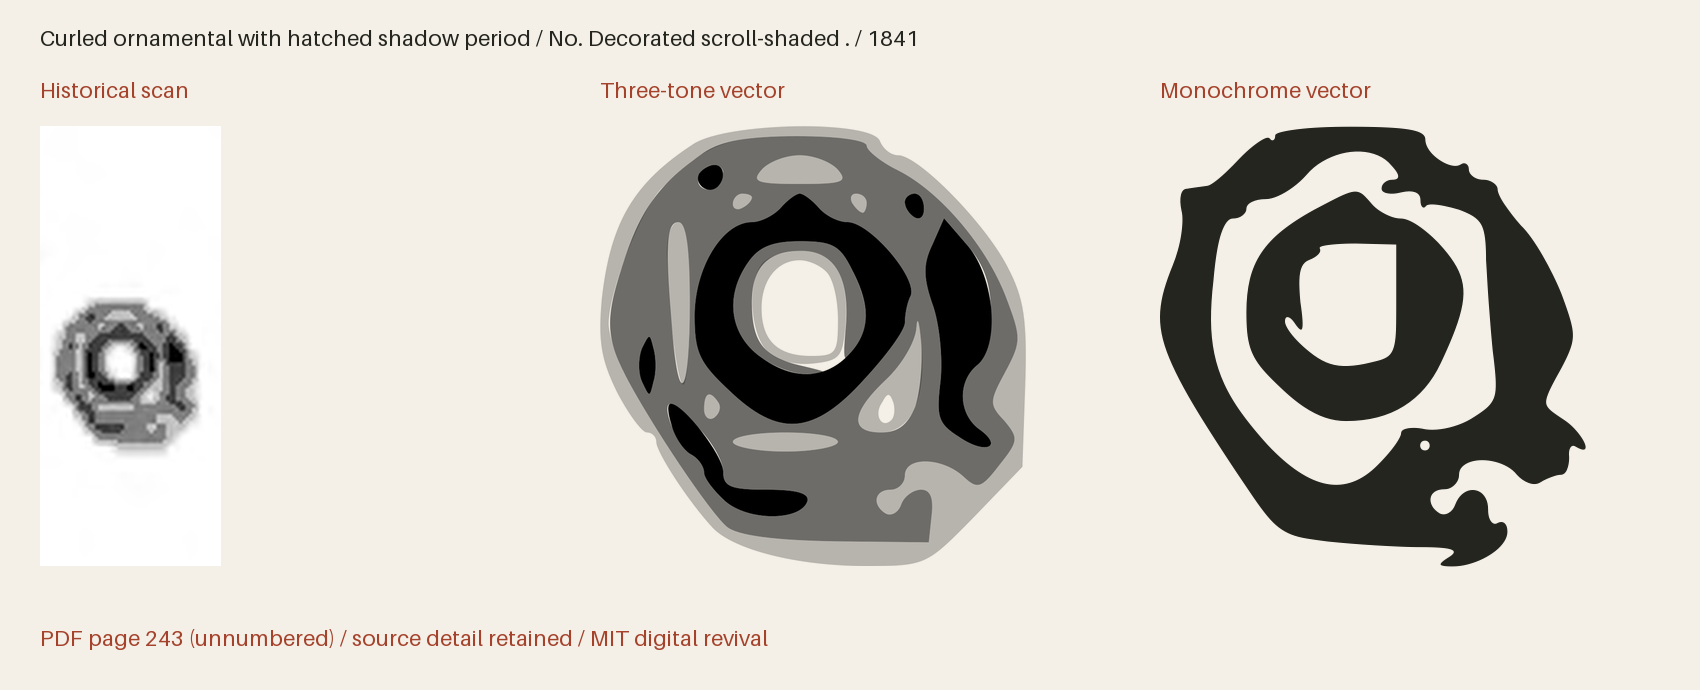 Curled ornamental with hatched shadow period / No. Decorated scroll-shaded . / 1841
Historical scan
Three-tone vector
Monochrome vector
PDF page 243 (unnumbered) / source detail retained / MIT digital revival